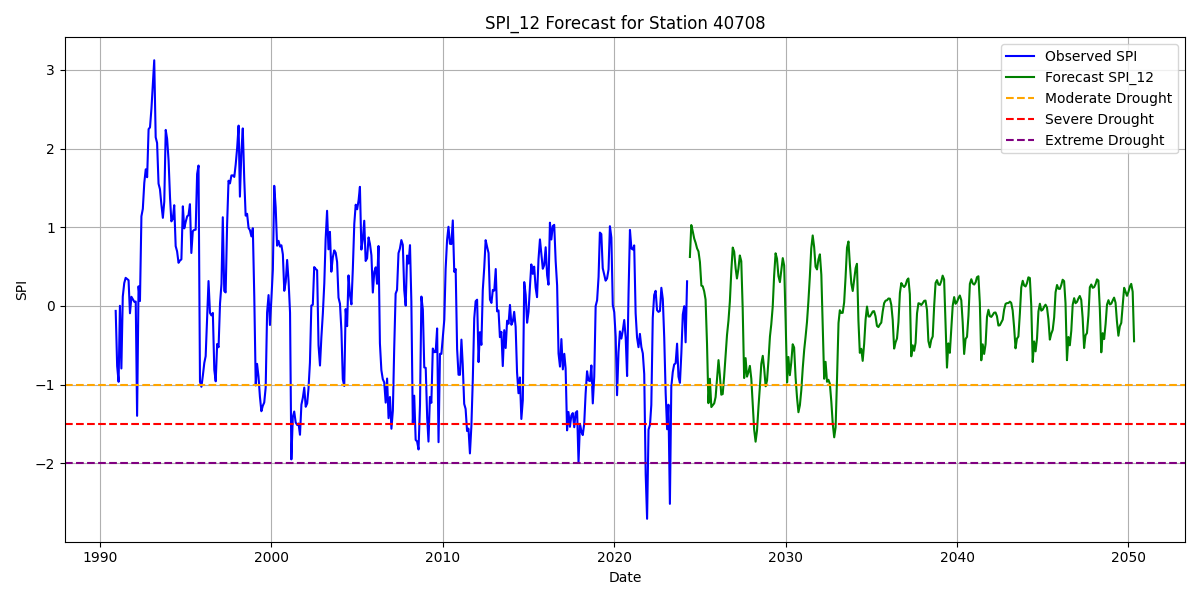 SPI_12 Forecast for Station 40708
Observed SPI
Forecast SPI_12
Moderate Drought
Severe Drought
Extreme Drought
3
2
1
0
−1
−2
SPI
1990 2000 2010 2020 2030 2040 2050
Date